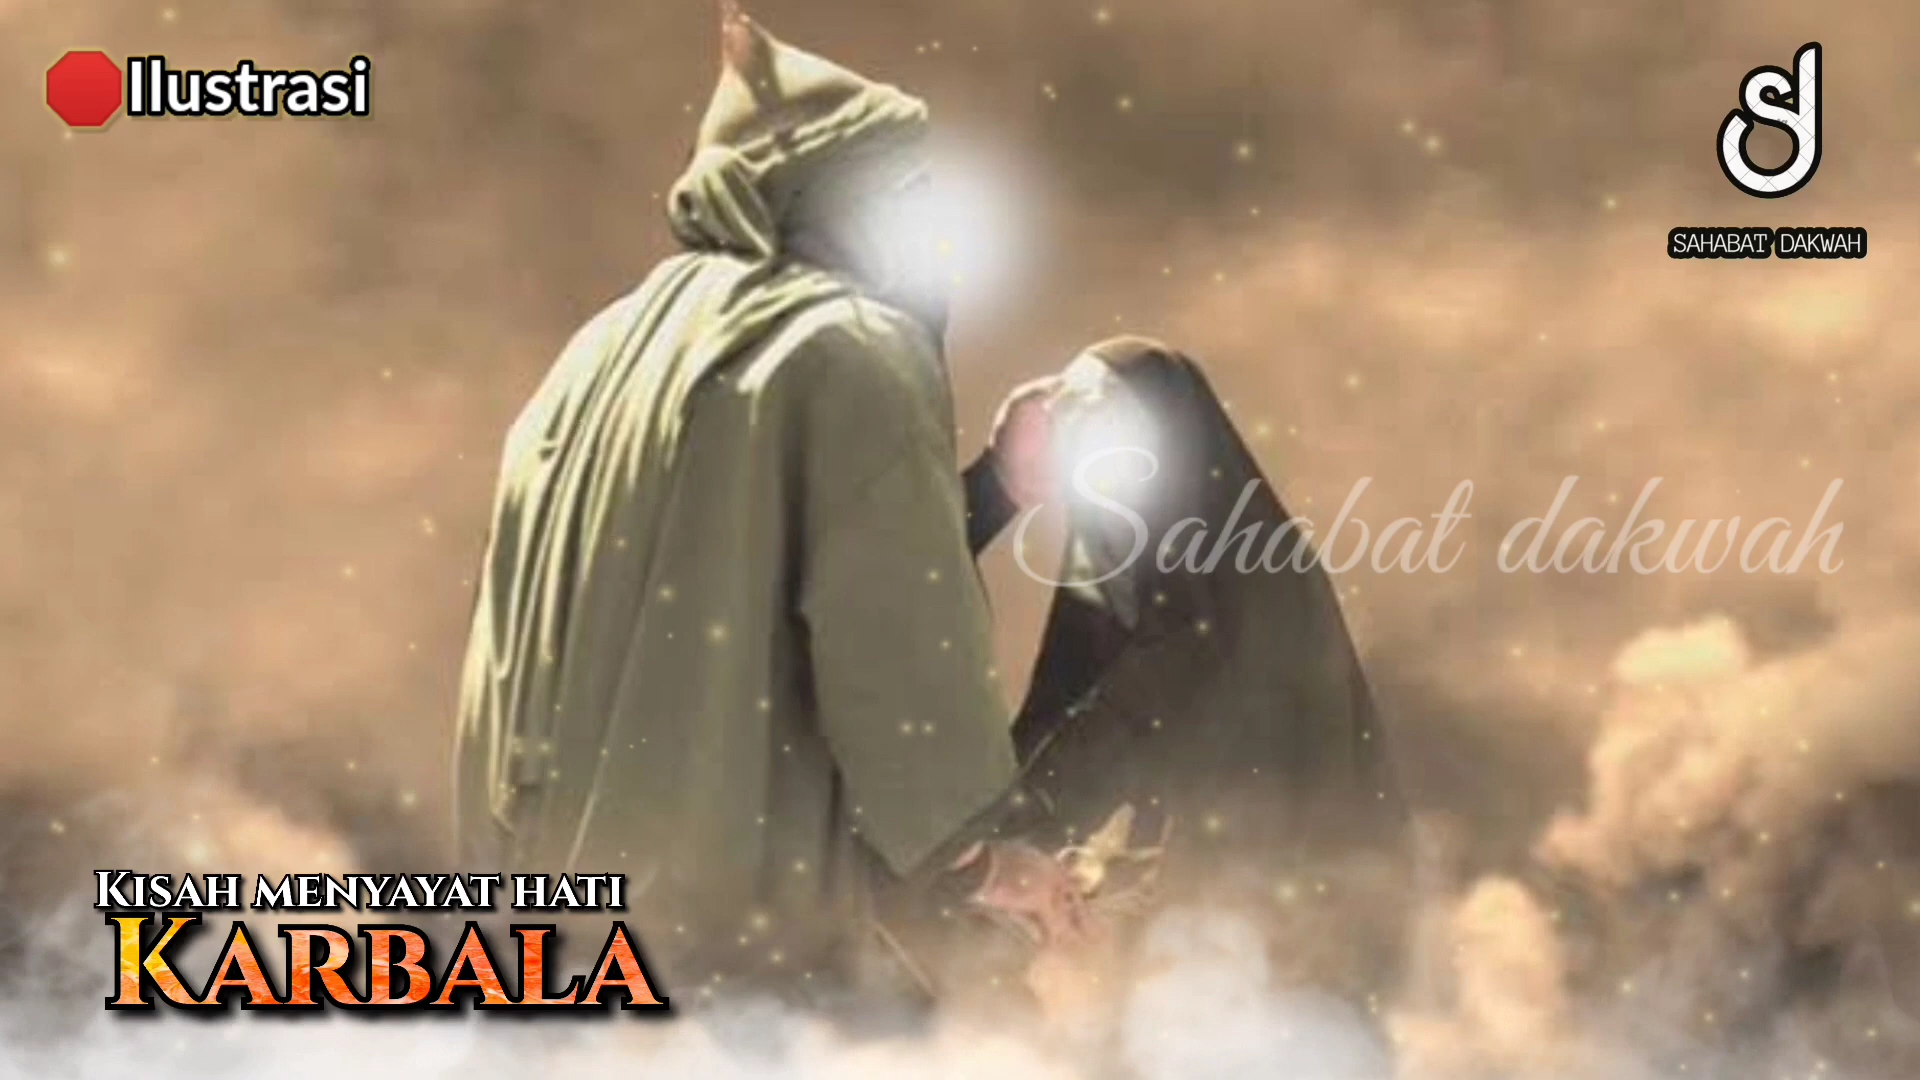 Ilustrasi
SAHABAT DAKWAH
Sahabat dakwah
KISAH MENYAYAT HATI
KARBALA